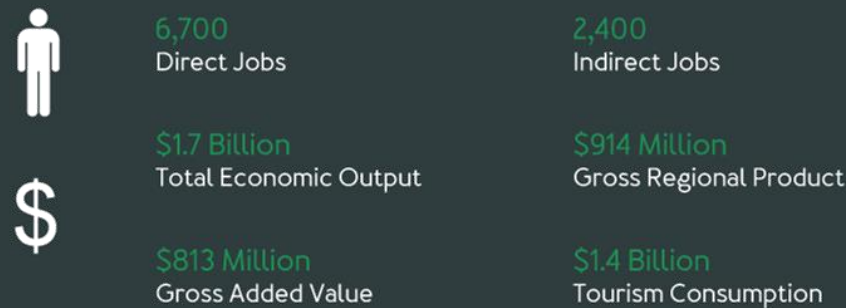 6,700
Direct Jobs
2,400
Indirect Jobs
$1.7 Billion
Total Economic Output
$914 Million
Gross Regional Product
$
$813 Million
Gross Added Value
$1.4 Billion
Tourism Consumption